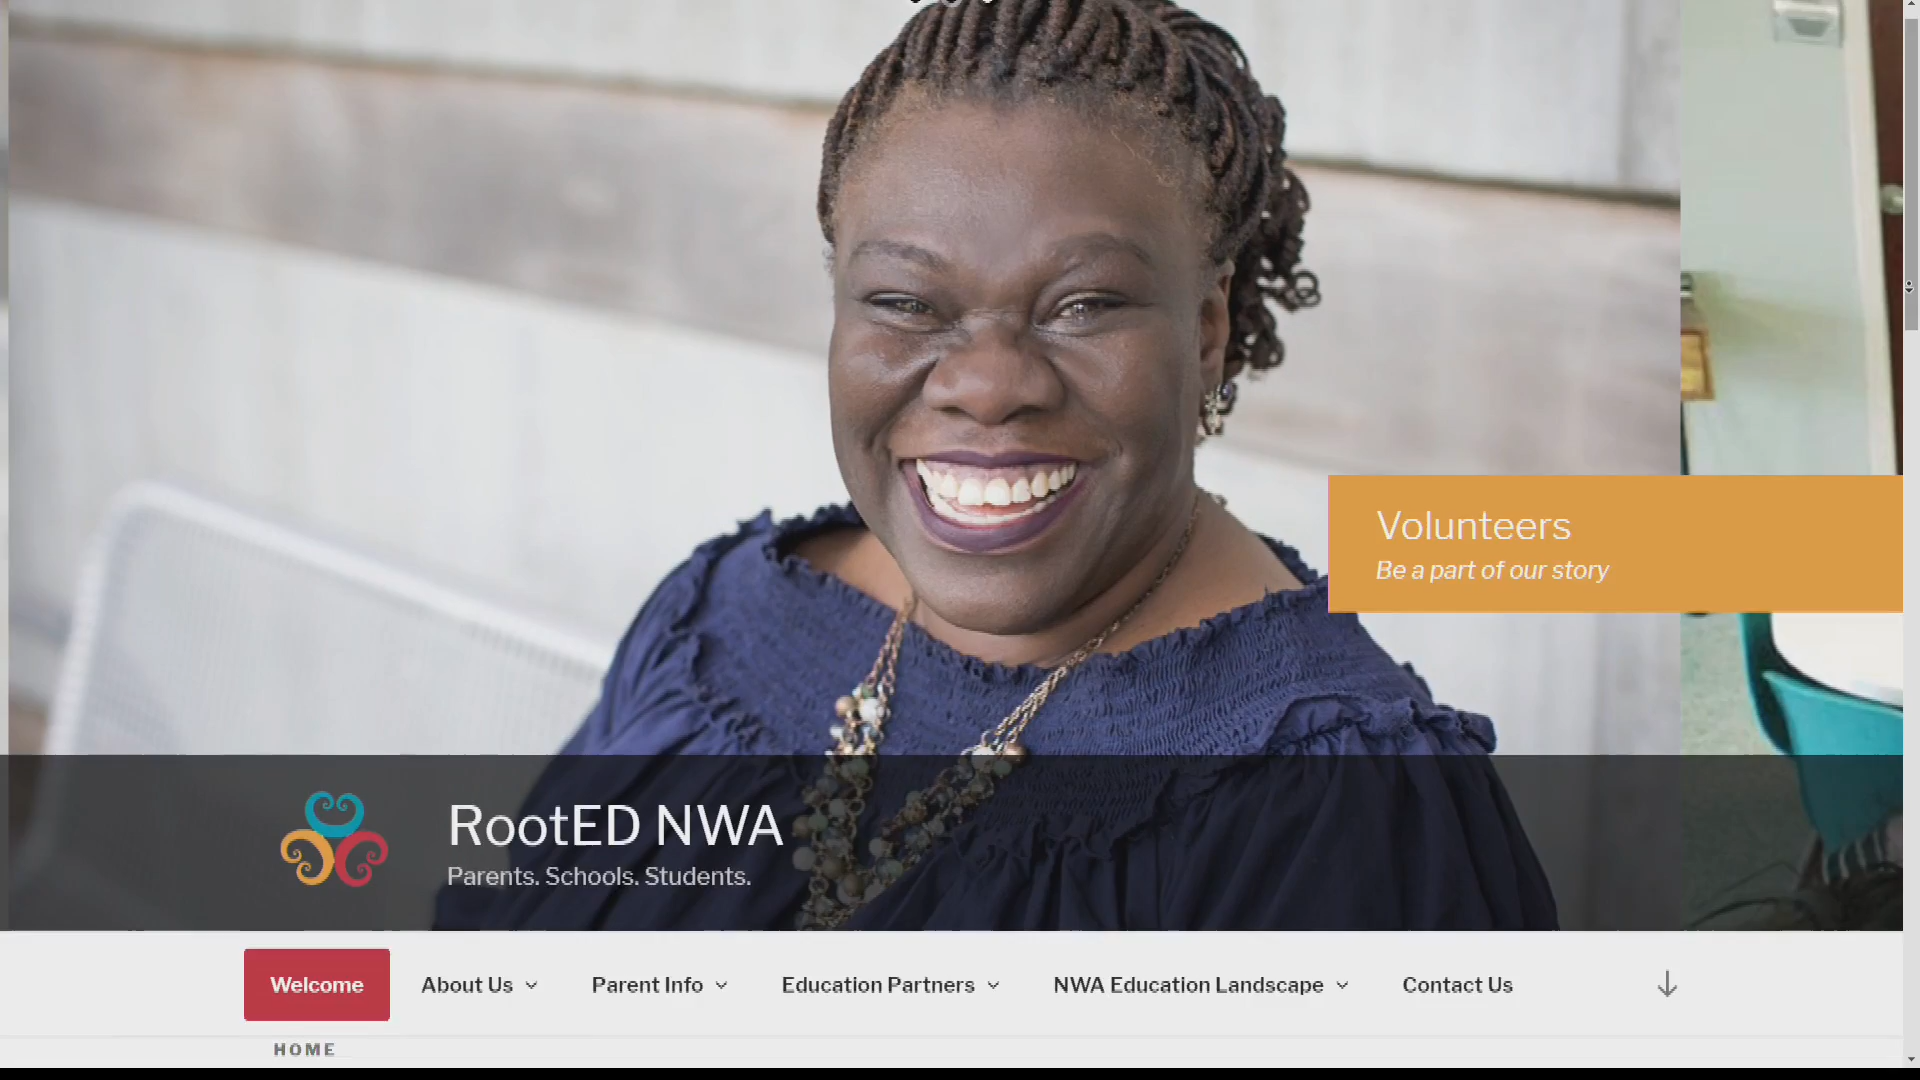 Volunteers
Be a part of our story
RootED NWA
Parents. Schools. Students.
Welcome About Us Parent Info Education Partners NWA Education Landscape Contact Us
HOME